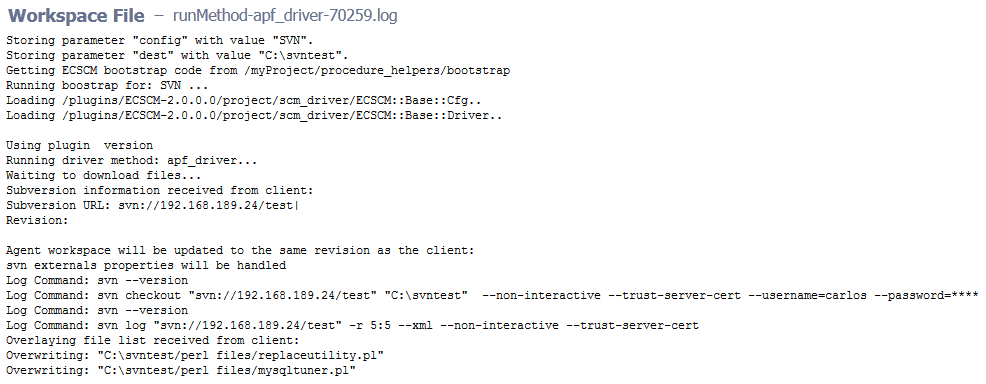 Workspace File – runMethod-apf_driver-70259.log
Storing parameter "config" with value "SVN".
Storing parameter "dest" with value "C:\svntest".
Getting ECSCM bootstrap code from /myProject/procedure_helpers/bootstrap
Running boostrap for: SVN ...
Loading /plugins/ECSCM-2.0.0.0/project/scm_driver/ECSCM::Base::Cfg..
Loading /plugins/ECSCM-2.0.0.0/project/scm_driver/ECSCM::Base::Driver..
Using plugin  version
Running driver method: apf_driver...
Waiting to download files...
Subversion information received from client:
Subversion URL: svn://192.168.189.24/test|
Revision:
Agent workspace will be updated to the same revision as the client:
svn externals properties will be handled
Log Command: svn --version
Log Command: svn checkout "svn://192.168.189.24/test" "C:\svntest"  --non-interactive --trust-server-cert --username=carlos --password=****
Log Command: svn --version
Log Command: svn log "svn://192.168.189.24/test" -r 5:5 --xml --non-interactive --trust-server-cert
Overlaying file list received from client:
Overwriting: "C:\svntest/perl files/replaceutility.pl"
Overwriting: "C:\svntest/perl files/mysqltuner.pl"